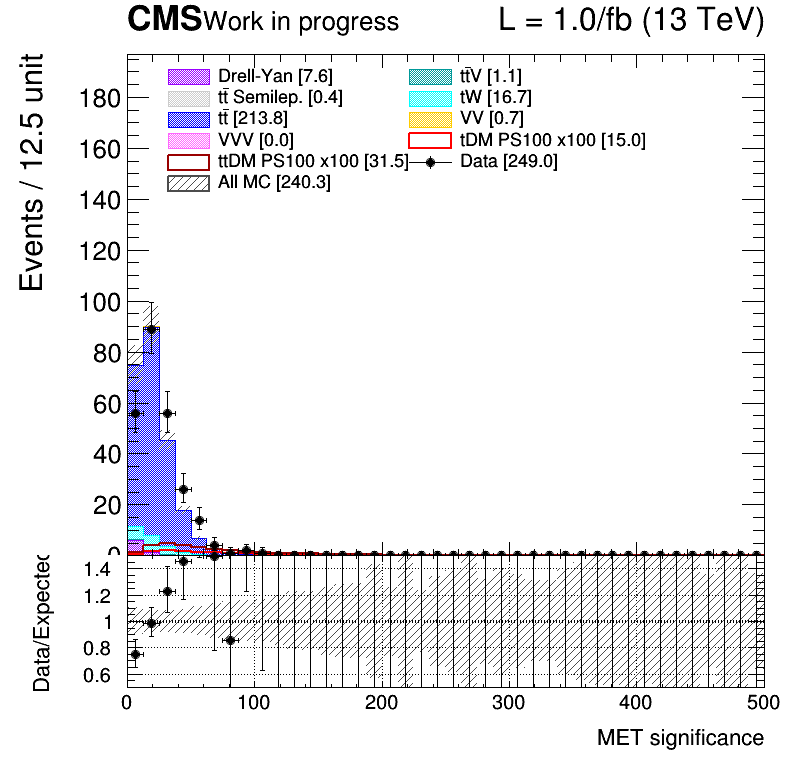 CMS Work in progress L = 1.0/fb (13 TeV)
Drell-Yan [7.6] tt̄V [1.1]
tt̄ Semilep. [0.4] tW [16.7]
tt̄ [213.8] VV [0.7]
VVV [0.0] tDM PS100 x100 [15.0]
ttDM PS100 x100 [31.5] Data [249.0]
All MC [240.3]
Events / 12.5 unit
180
160
140
120
100
80
60
40
20
0
Data/Expected
1.4
1.2
1
0.8
0.6
0 100 200 300 400 500
MET significance